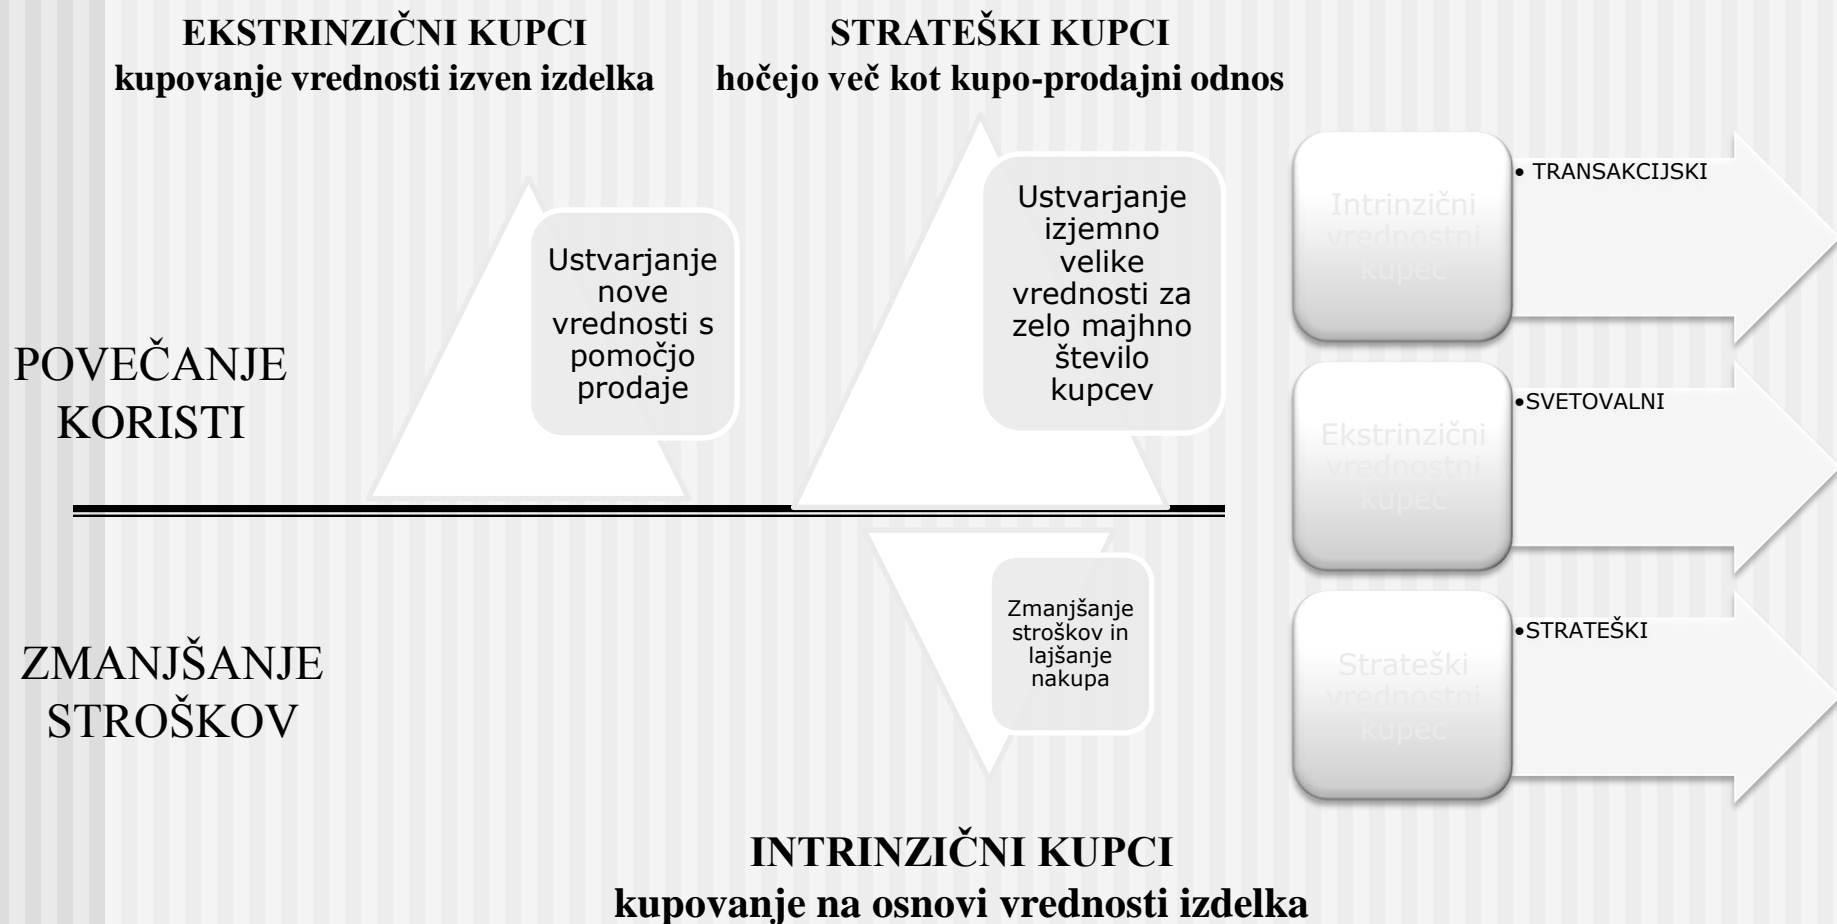 EKSTRINZIČNI KUPCI
kupovanje vrednosti izven izdelka
STRATEŠKI KUPCI
hočejo več kot kupo-prodajni odnos
POVEČANJE
KORISTI
Ustvarjanje
nove
vrednosti s
pomočjo
prodaje
Ustvarjanje
izjemno
velike
vrednosti za
zelo majhno
število
kupcev
ZMANJŠANJE
STROŠKOV
Zmanjšanje
stroškov in
lajšanje
nakupa
INTRINZIČNI KUPCI
kupovanje na osnovi vrednosti izdelka
Intrinzični
vrednostni
kupec
• TRANSAKCIJSKI
Ekstrinzični
vrednostni
kupec
•SVETOVALNI
Strateški
vrednostni
kupec
•STRATEŠKI